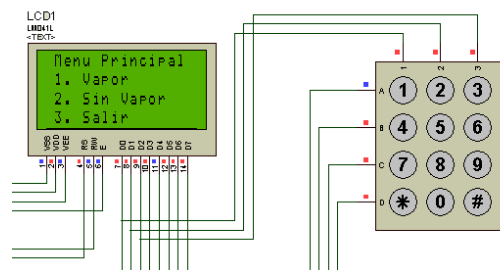 LCD1
LM041L
<TEXT>
Menu Principal
1. Vapor
2. Sin Vapor
3. Salir
VSS VDD VEE RS RW E D0 D1 D2 D3 D4 D5 D6 D7
1 2 3 4 5 6 7 8 9 10 11 12 13 14
1 2 3
A 1 2 3
B 4 5 6
C 7 8 9
D * 0 #